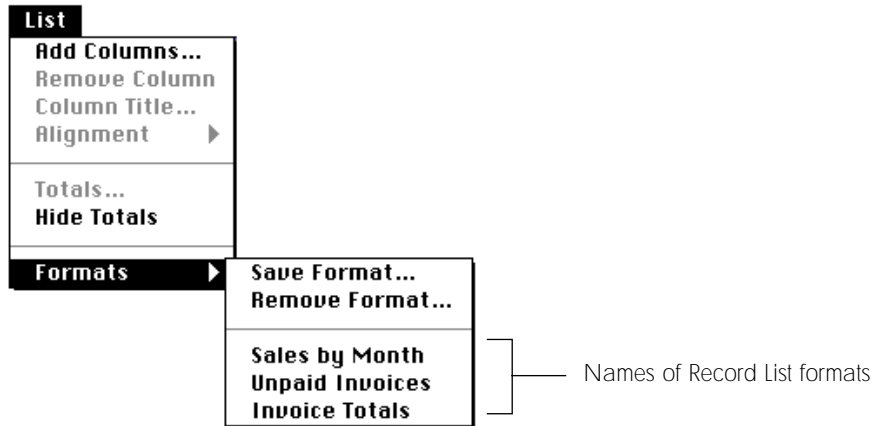 List
Add Columns...
Remove Column
Column Title...
Alignment
Totals...
Hide Totals
Formats
Save Format...
Remove Format...
Sales by Month
Unpaid Invoices
Invoice Totals
Names of Record List formats